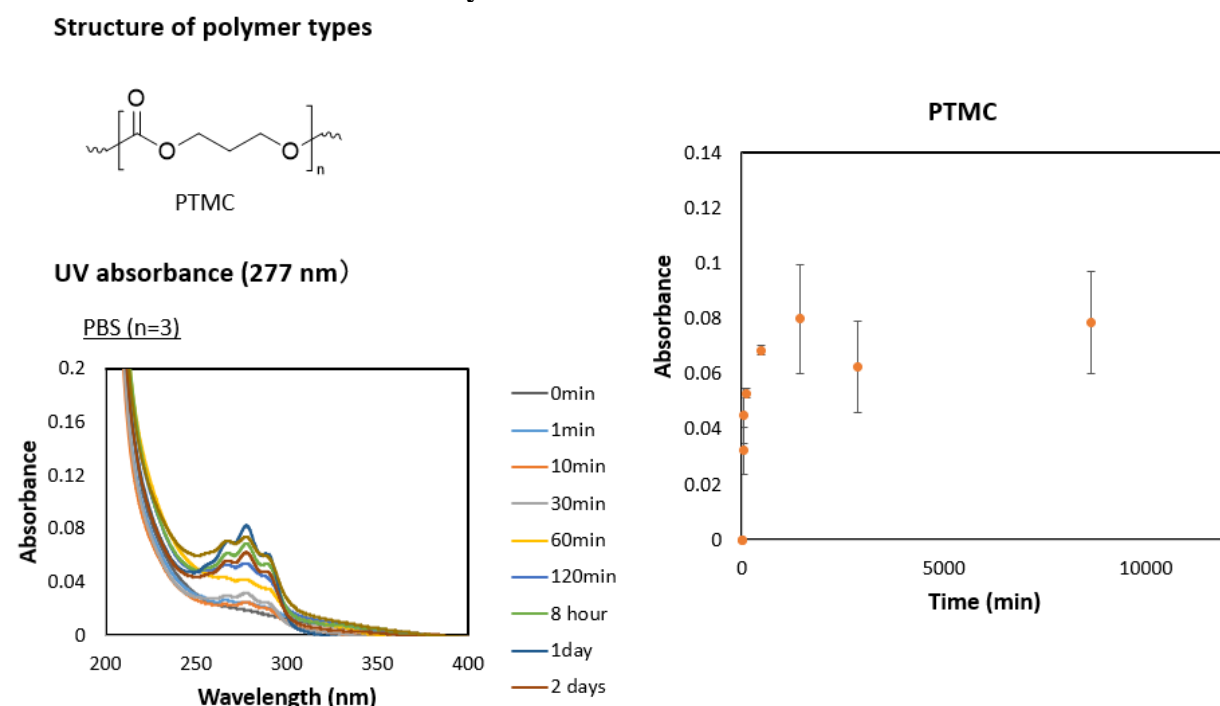 Structure of polymer types
O
O
O
n
PTMC
UV absorbance (277 nm）
PBS (n=3)
0.2
0.16
0.12
0.08
0.04
0
200
250
300
350
400
Absorbance
Wavelength (nm)
0min
1min
10min
30min
60min
120min
8 hour
1day
2 days
PTMC
0.14
0.12
0.1
0.08
0.06
0.04
0.02
0
0
5000
10000
Absorbance
Time (min)